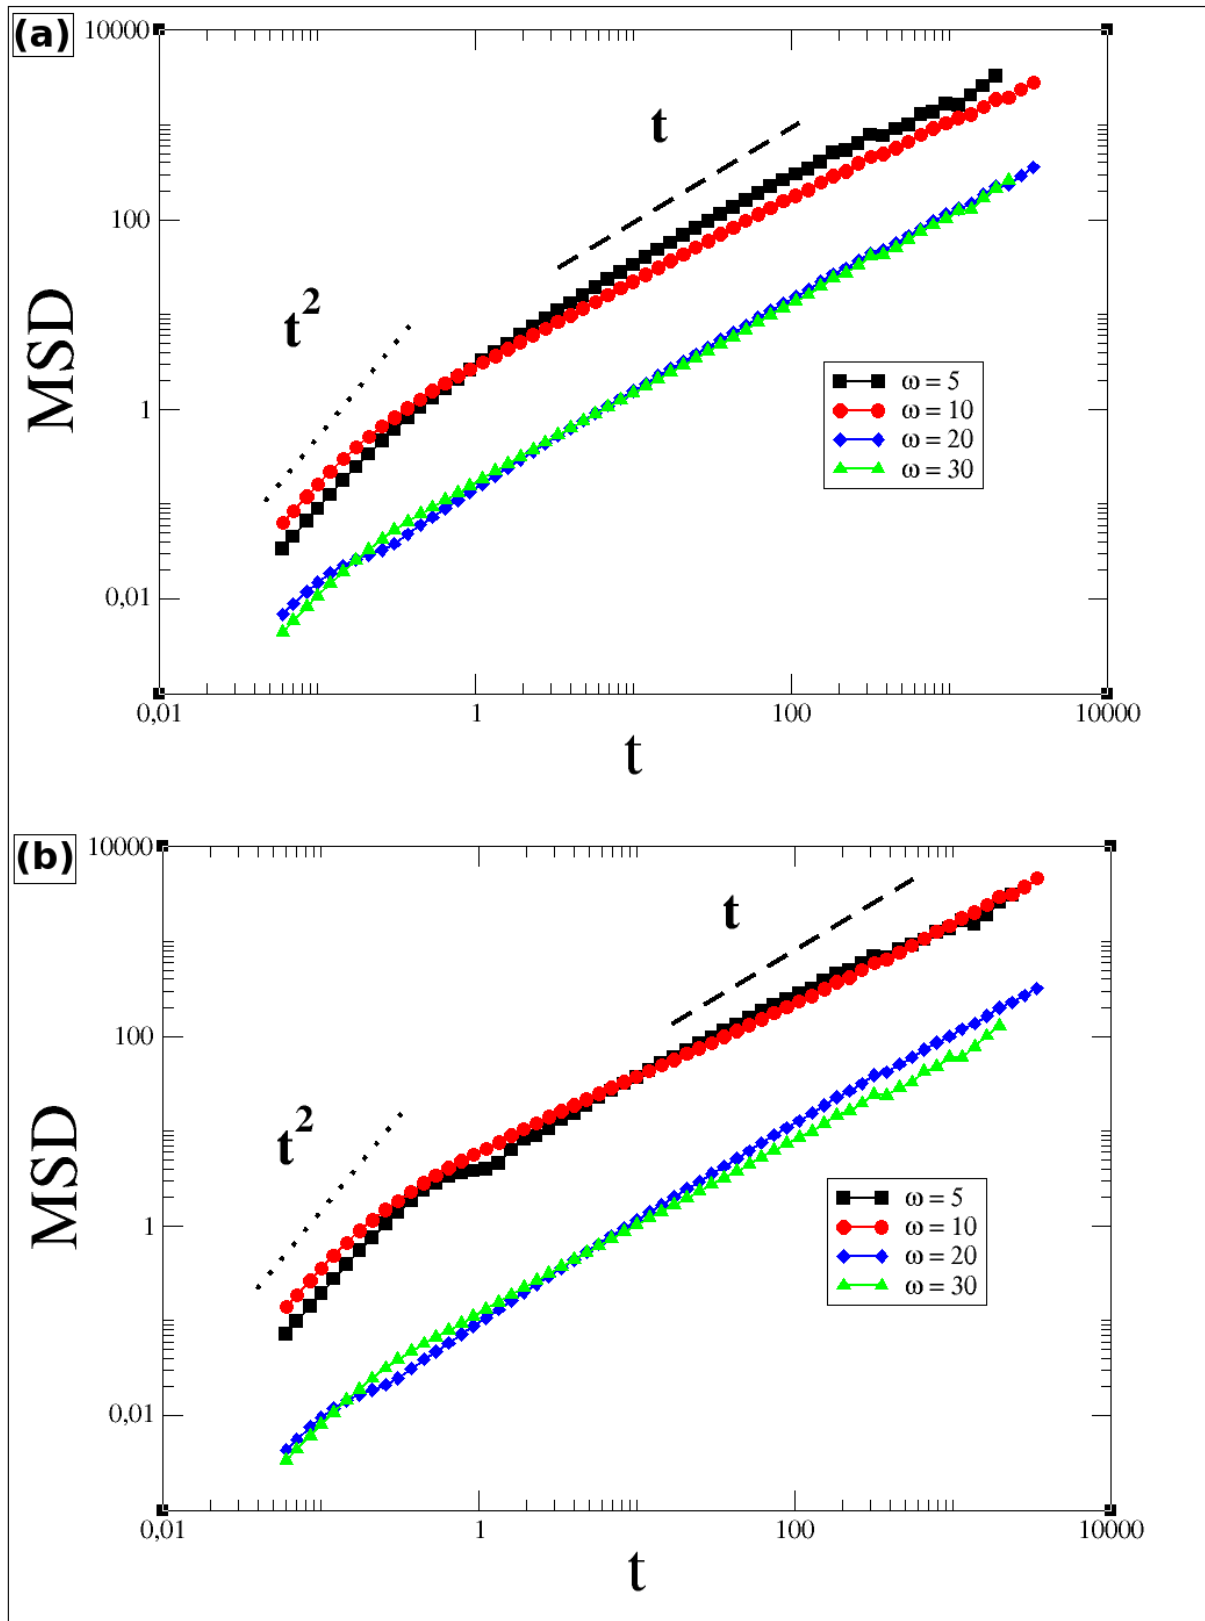 (a)
10000
100
1
0,01
MSD
t
t²
ω = 5
ω = 10
ω = 20
ω = 30
0,01
1
100
10000
t
(b)
10000
100
1
0,01
MSD
t
t²
ω = 5
ω = 10
ω = 20
ω = 30
0,01
1
100
10000
t